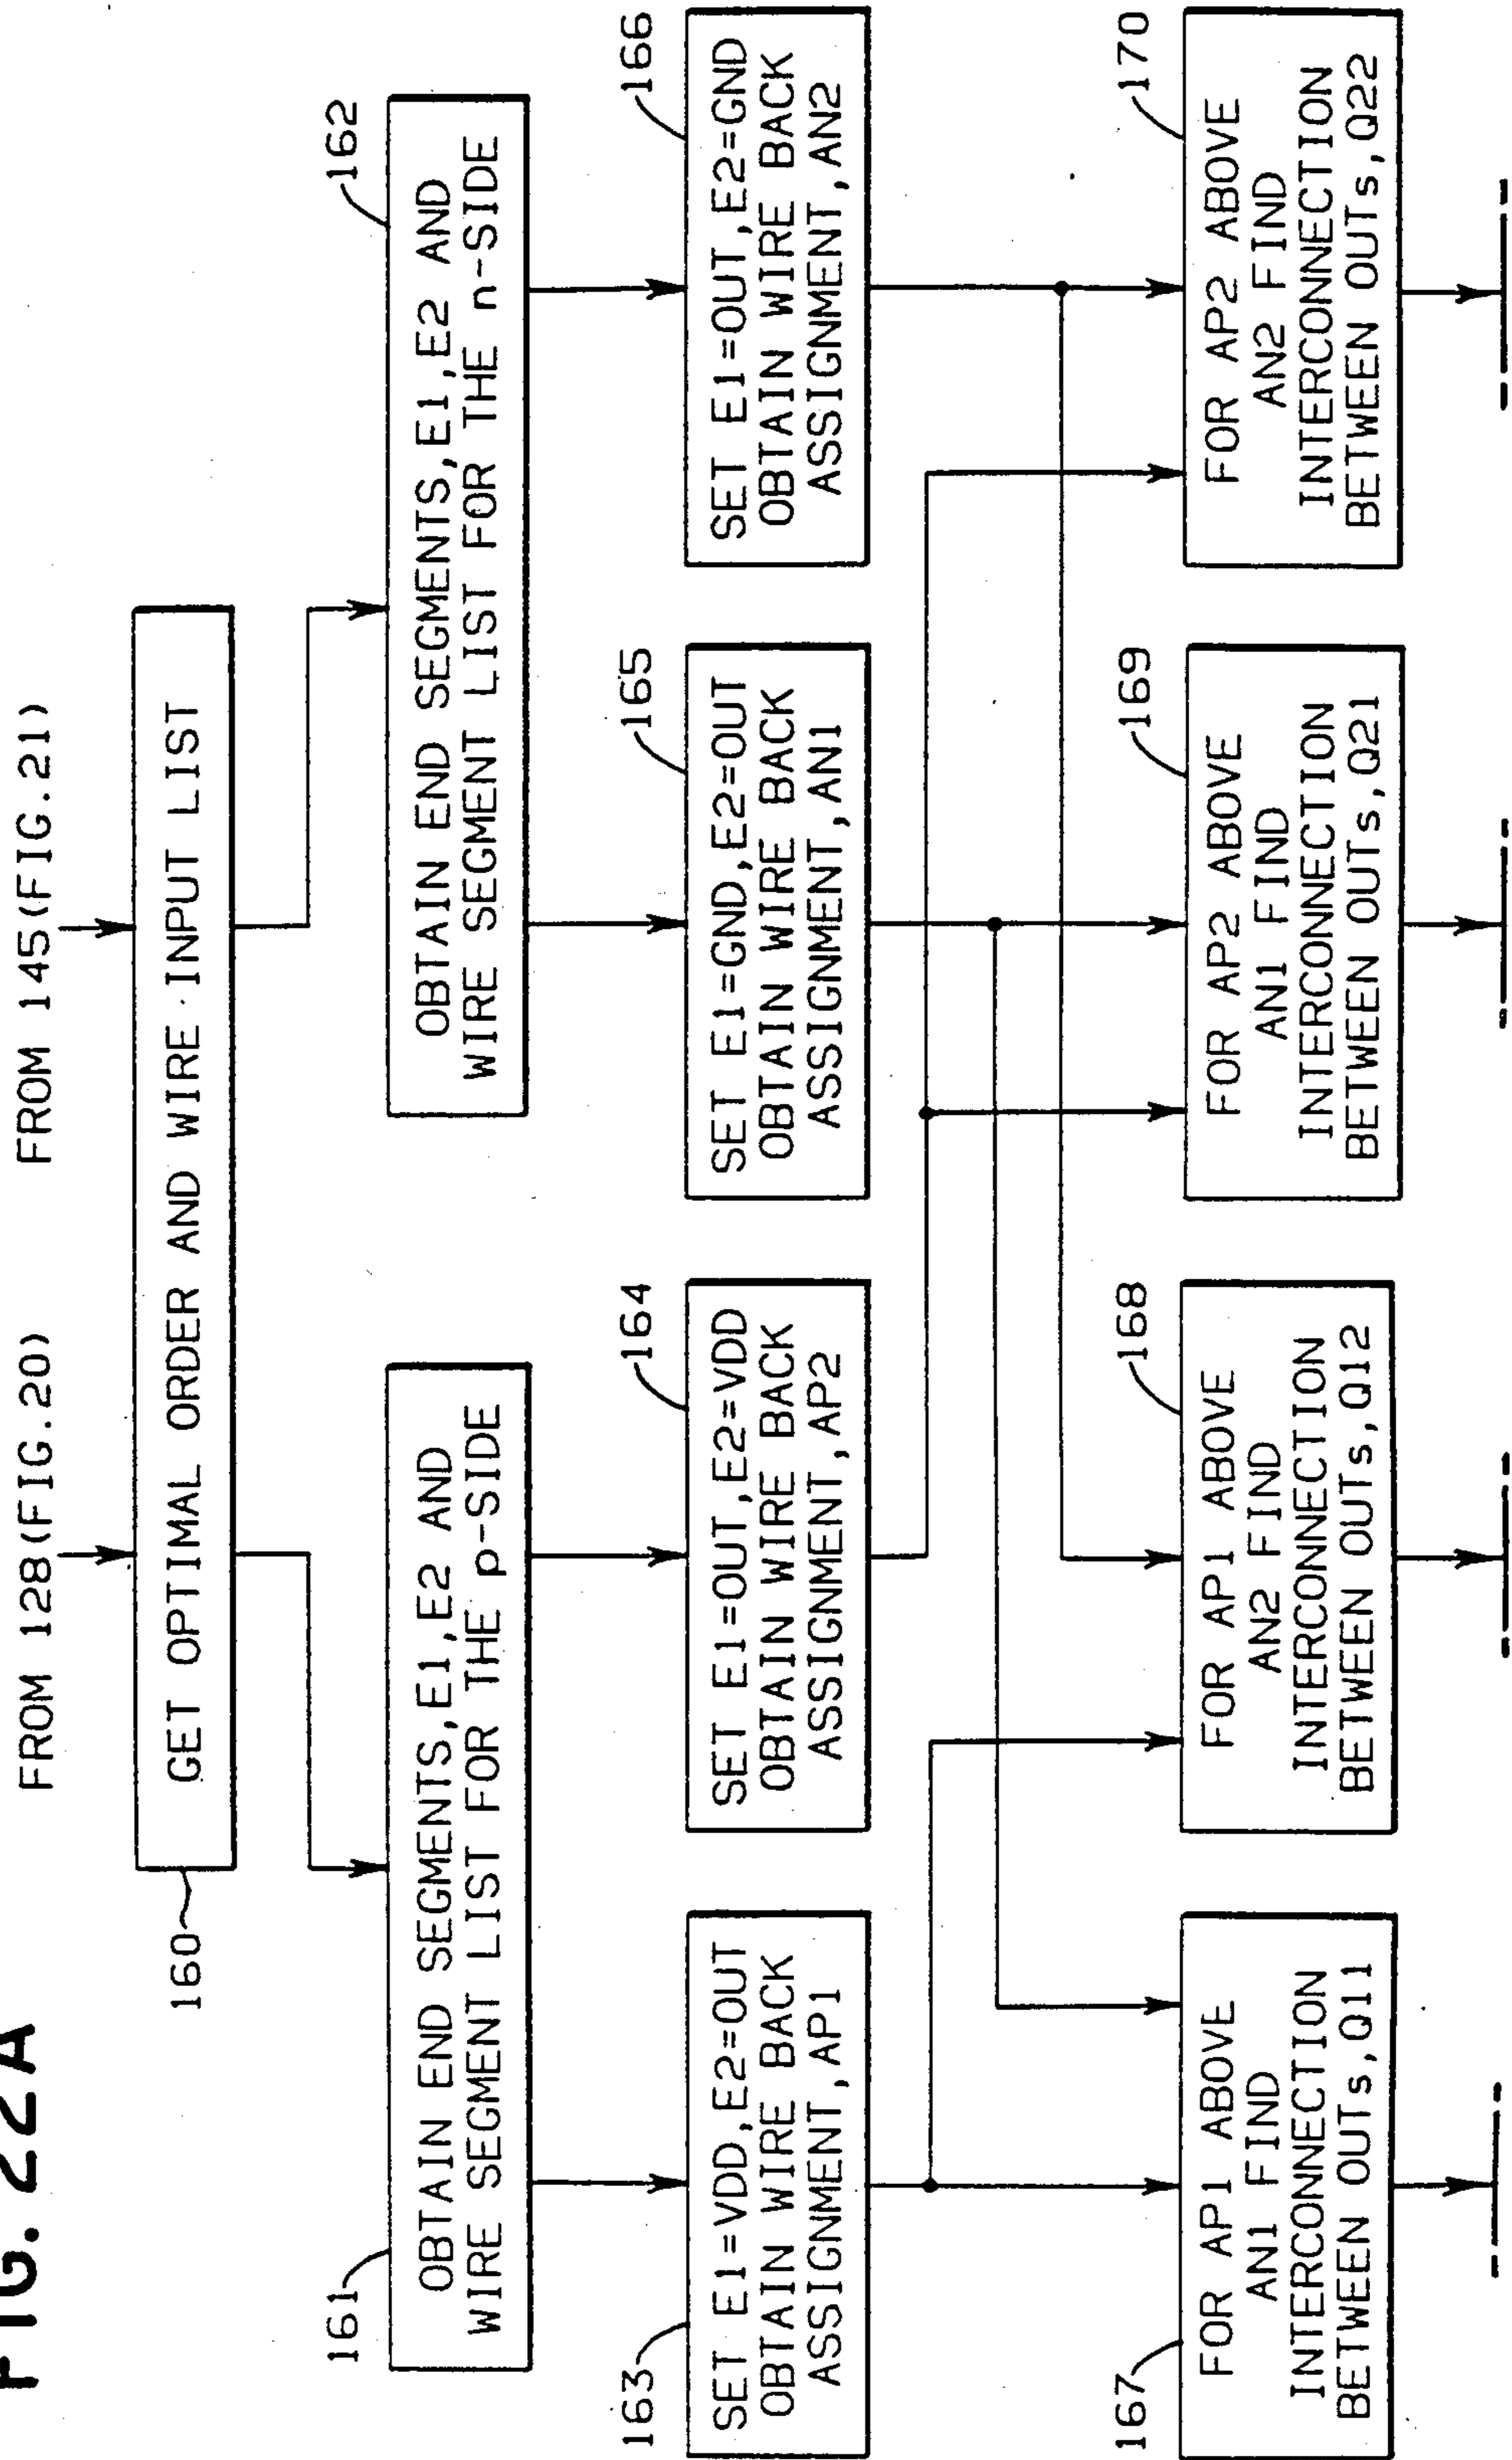 FIG. 22A
FROM 128(FIG.20)
FROM 145(FIG.21)
160
GET OPTIMAL ORDER AND WIRE INPUT LIST
161
OBTAIN END SEGMENTS,E1,E2 AND
WIRE SEGMENT LIST FOR THE p-SIDE
162
OBTAIN END SEGMENTS,E1,E2 AND
WIRE SEGMENT LIST FOR THE n-SIDE
163
SET E1=VDD,E2=OUT
OBTAIN WIRE BACK
ASSIGNMENT,AP1
164
SET E1=OUT,E2=VDD
OBTAIN WIRE BACK
ASSIGNMENT,AP2
165
SET E1=GND,E2=OUT
OBTAIN WIRE BACK
ASSIGNMENT,AN1
166
SET E1=OUT,E2=GND
OBTAIN WIRE BACK
ASSIGNMENT,AN2
167
FOR AP1 ABOVE
AN1 FIND
INTERCONNECTION
BETWEEN OUTs,Q11
168
FOR AP1 ABOVE
AN2 FIND
INTERCONNECTION
BETWEEN OUTs,Q12
169
FOR AP2 ABOVE
AN1 FIND
INTERCONNECTION
BETWEEN OUTs,Q21
170
FOR AP2 ABOVE
AN2 FIND
INTERCONNECTION
BETWEEN OUTs,Q22